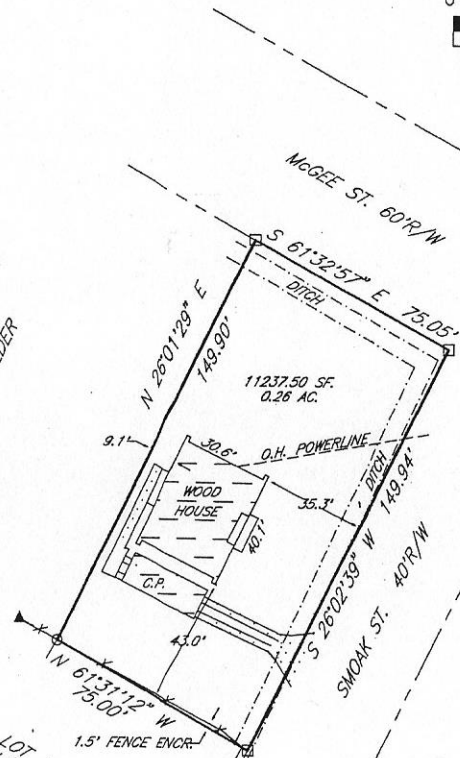 McGEE ST. 60'R/W
S 61°32'57" E 75.05'
DITCH
N 26°01'29" E
149.90'
11237.50 SF.
0.26 AC.
9.1'
30.6'
O.H. POWERLINE
WOOD
HOUSE
35.3'
40.1'
DITCH
S 26°02'39" W 149.94'
SMOAK ST. 40'R/W
C.P.
43.0'
N 61°31'12" W
75.00'
1.5' FENCE ENCR.
LOT